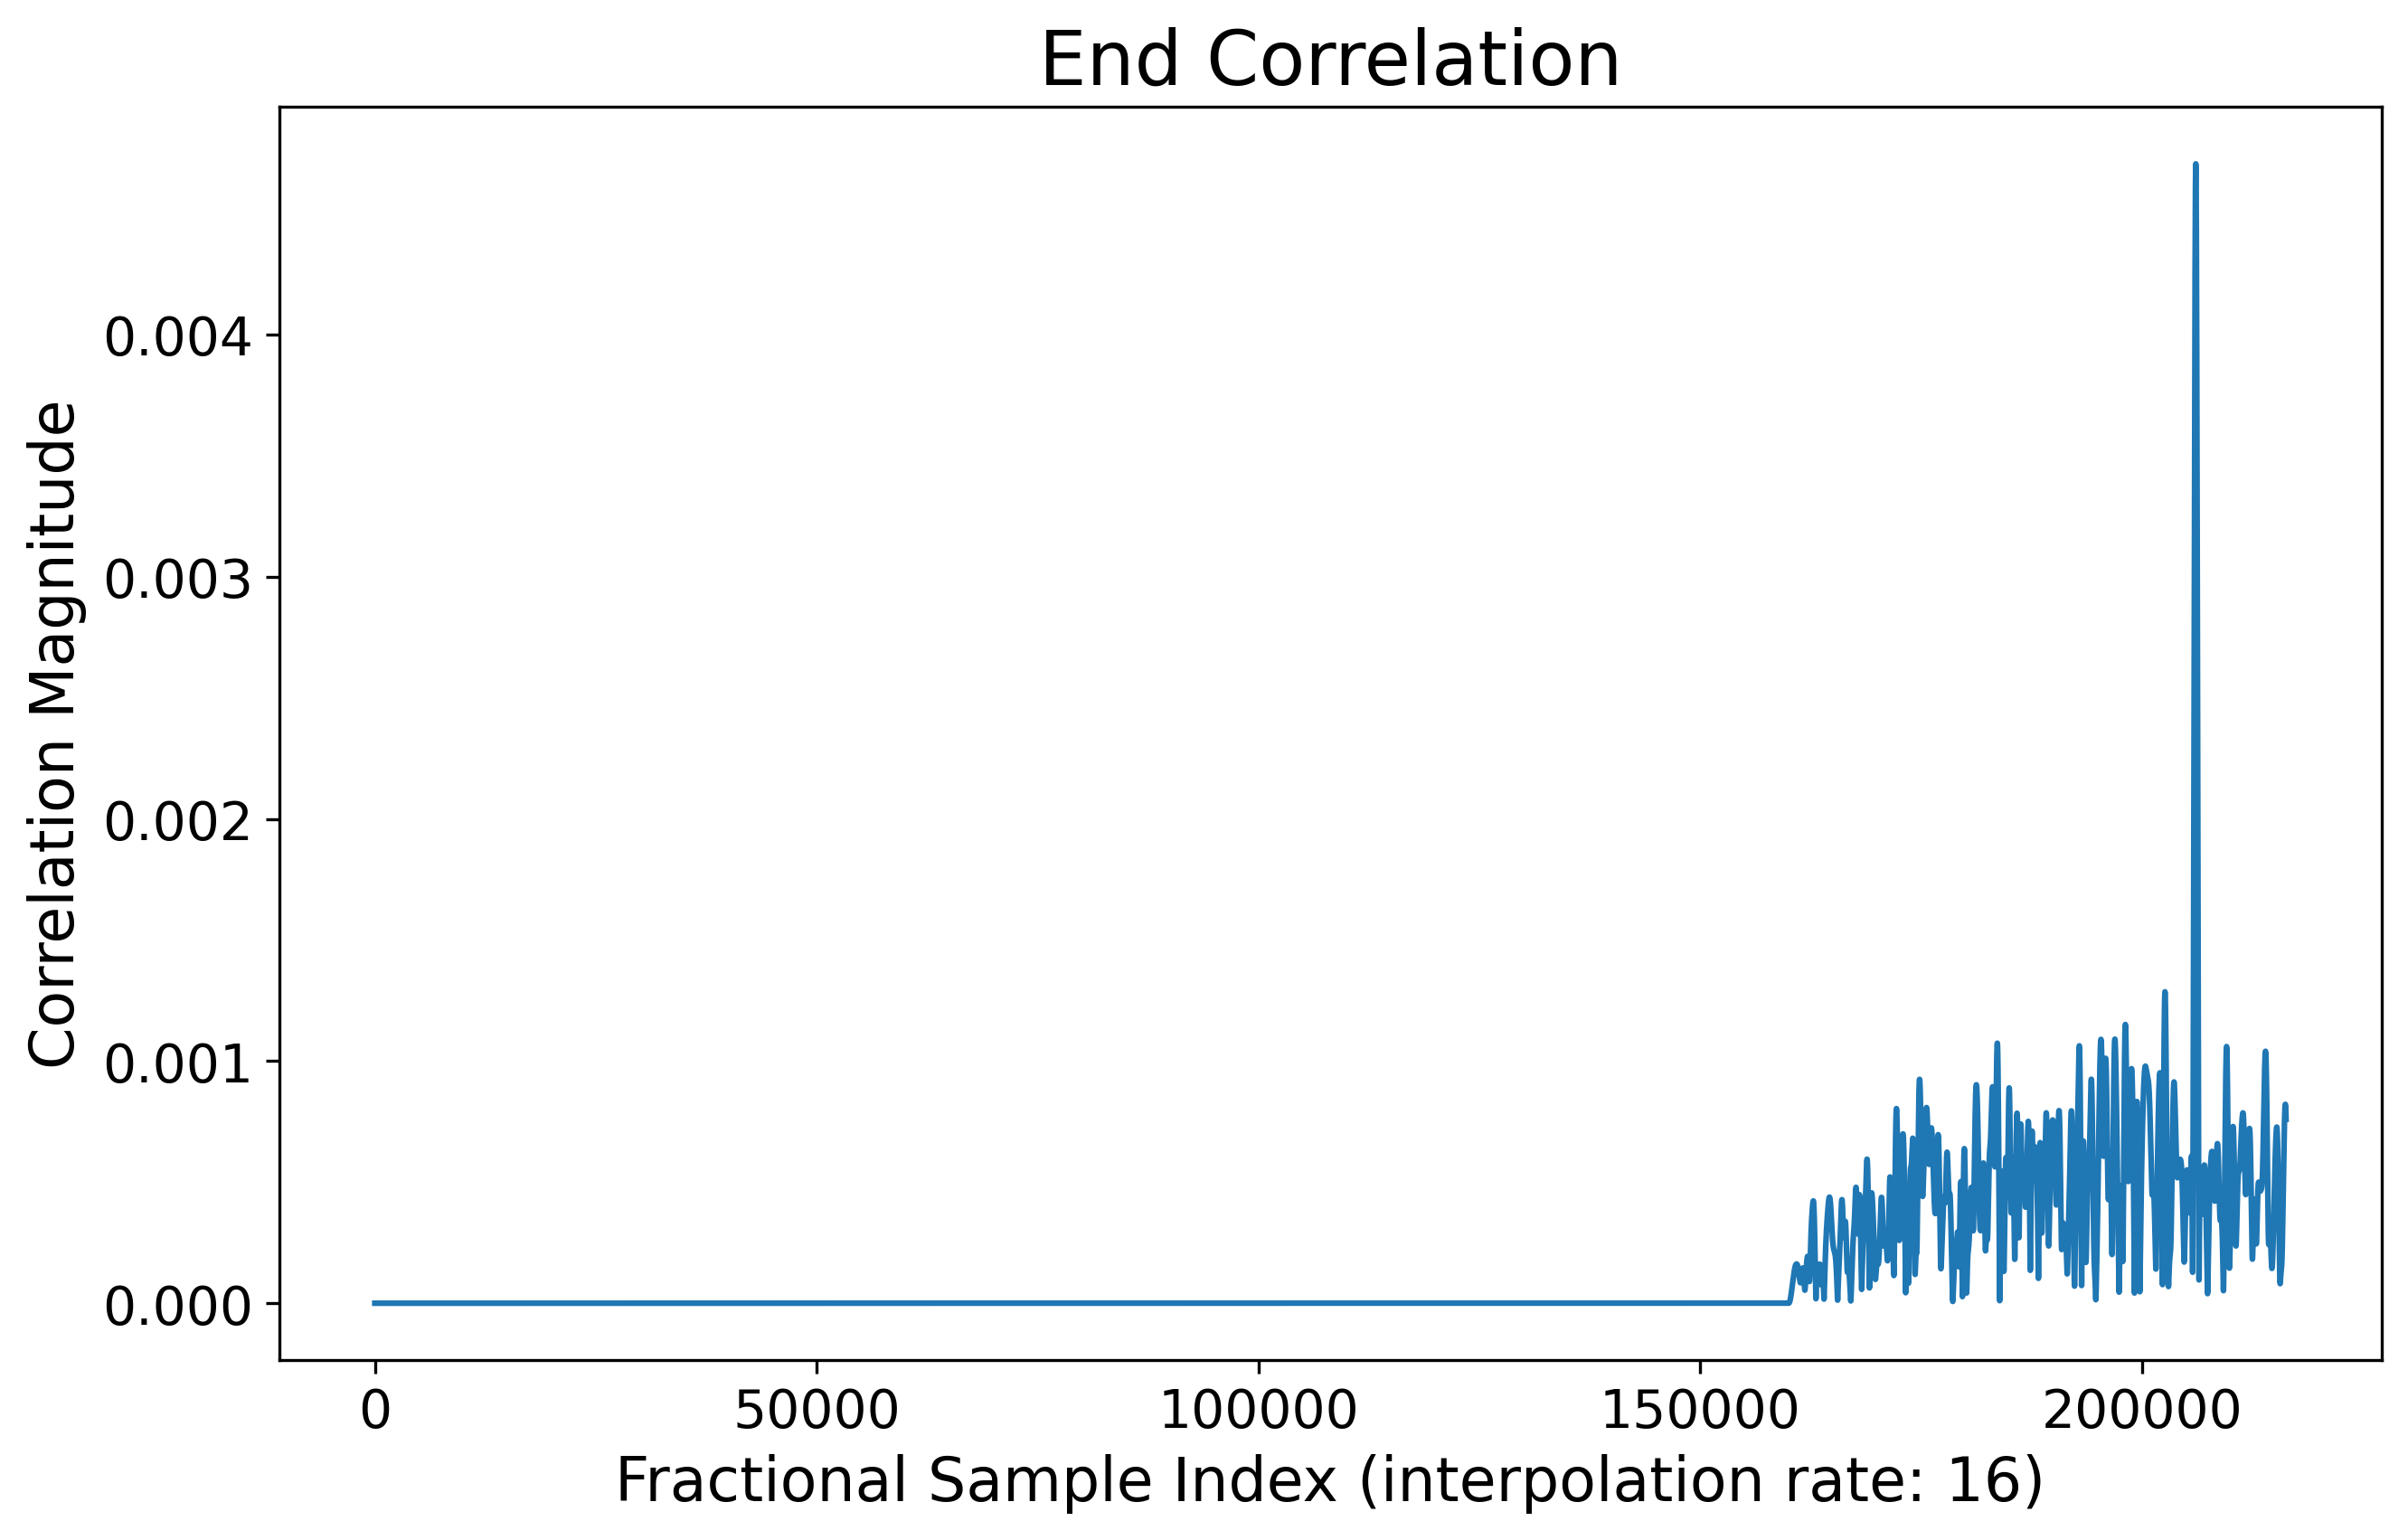 End Correlation
Correlation Magnitude
0.004
0.003
0.002
0.001
0.000
0 50000 100000 150000 200000
Fractional Sample Index (interpolation rate: 16)